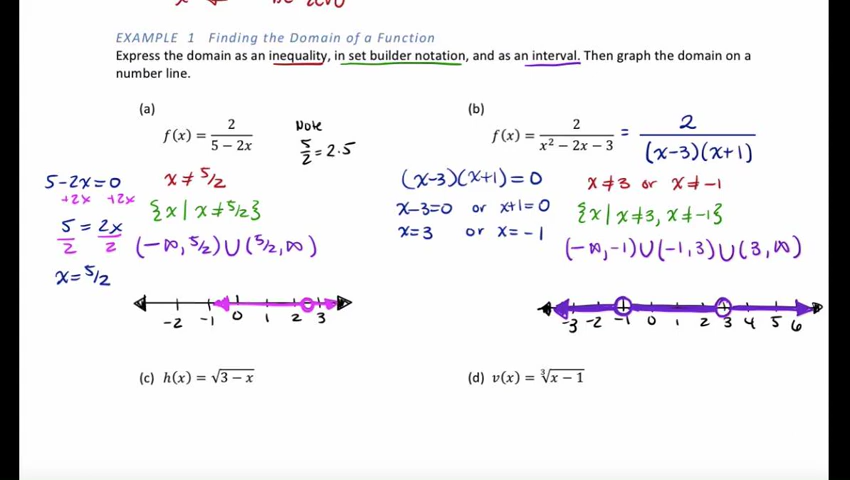 EXAMPLE 1 Finding the Domain of a Function
Express the domain as an inequality, in set builder notation, and as an interval. Then graph the domain on a
number line.
(a)
f(x) = 2/(5 − 2x)
Note
5/2 = 2.5
5-2x=0
+2x +2x
5 = 2x
2 2
x = 5/2
x ≠ 5/2
{x | x ≠ 5/2}
(-∞, 5/2) ∪ (5/2, ∞)
-2 -1 0 1 2 3
(b)
f(x) = 2/(x² − 2x − 3) = 2/((x-3)(x+1))
(x-3)(x+1) = 0
x-3=0 or x+1=0
x=3 or x=-1
x ≠ 3 or x ≠ -1
{x | x ≠ 3, x ≠ -1}
(-∞, -1) ∪ (-1, 3) ∪ (3, ∞)
-3 -2 -1 0 1 2 3 4 5 6
(c) h(x) = √(3 − x)
(d) v(x) = ∛(x − 1)